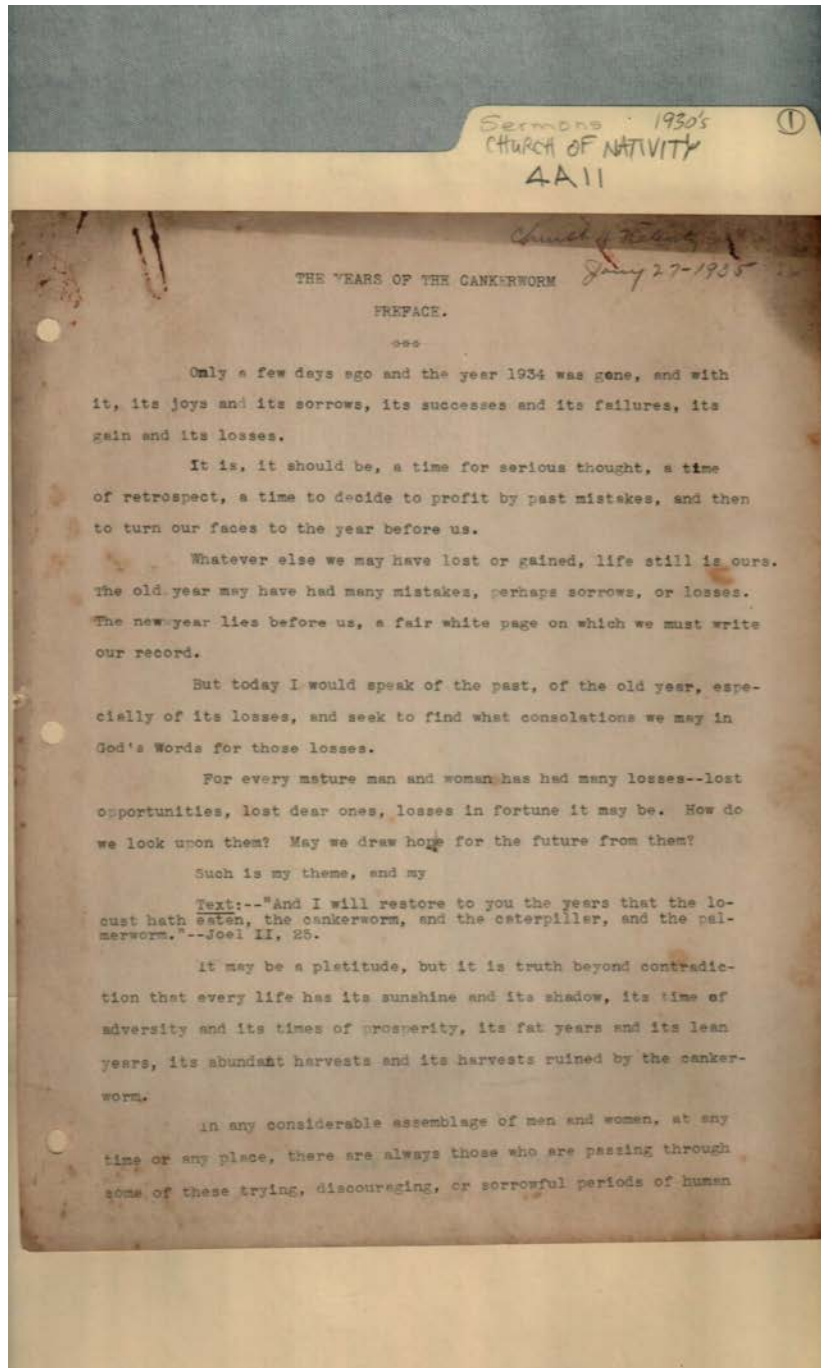 Sermons 1930's
①
CHURCH OF NATIVITY
4A11
Church of Nativity
Jany 27-1935
THE YEARS OF THE CANKERWORM
PREFACE.
***
Only a few days ago and the year 1934 was gone, and with
it, its joys and its sorrows, its successes and its failures, its
gain and its losses.
It is, it should be, a time for serious thought, a time
of retrospect, a time to decide to profit by past mistakes, and then
to turn our faces to the year before us.
Whatever else we may have lost or gained, life still is ours.
The old year may have had many mistakes, perhaps sorrows, or losses.
The new year lies before us, a fair white page on which we must write
our record.
But today I would speak of the past, of the old year, espe-
cially of its losses, and seek to find what consolations we may in
God's Words for those losses.
For every mature man and woman has had many losses--lost
opportunities, lost dear ones, losses in fortune it may be. How do
we look upon them? May we draw hope for the future from them?
Such is my theme, and my
Text:--"And I will restore to you the years that the lo-
cust hath eaten, the cankerworm, and the caterpillar, and the pal-
merworm."--Joel II, 25.
It may be a platitude, but it is truth beyond contradic-
tion that every life has its sunshine and its shadow, its time of
adversity and its times of prosperity, its fat years and its lean
years, its abundant harvests and its harvests ruined by the canker-
worm.
In any considerable assemblage of men and women, at any
time or any place, there are always those who are passing through
some of these trying, discouraging, or sorrowful periods of human